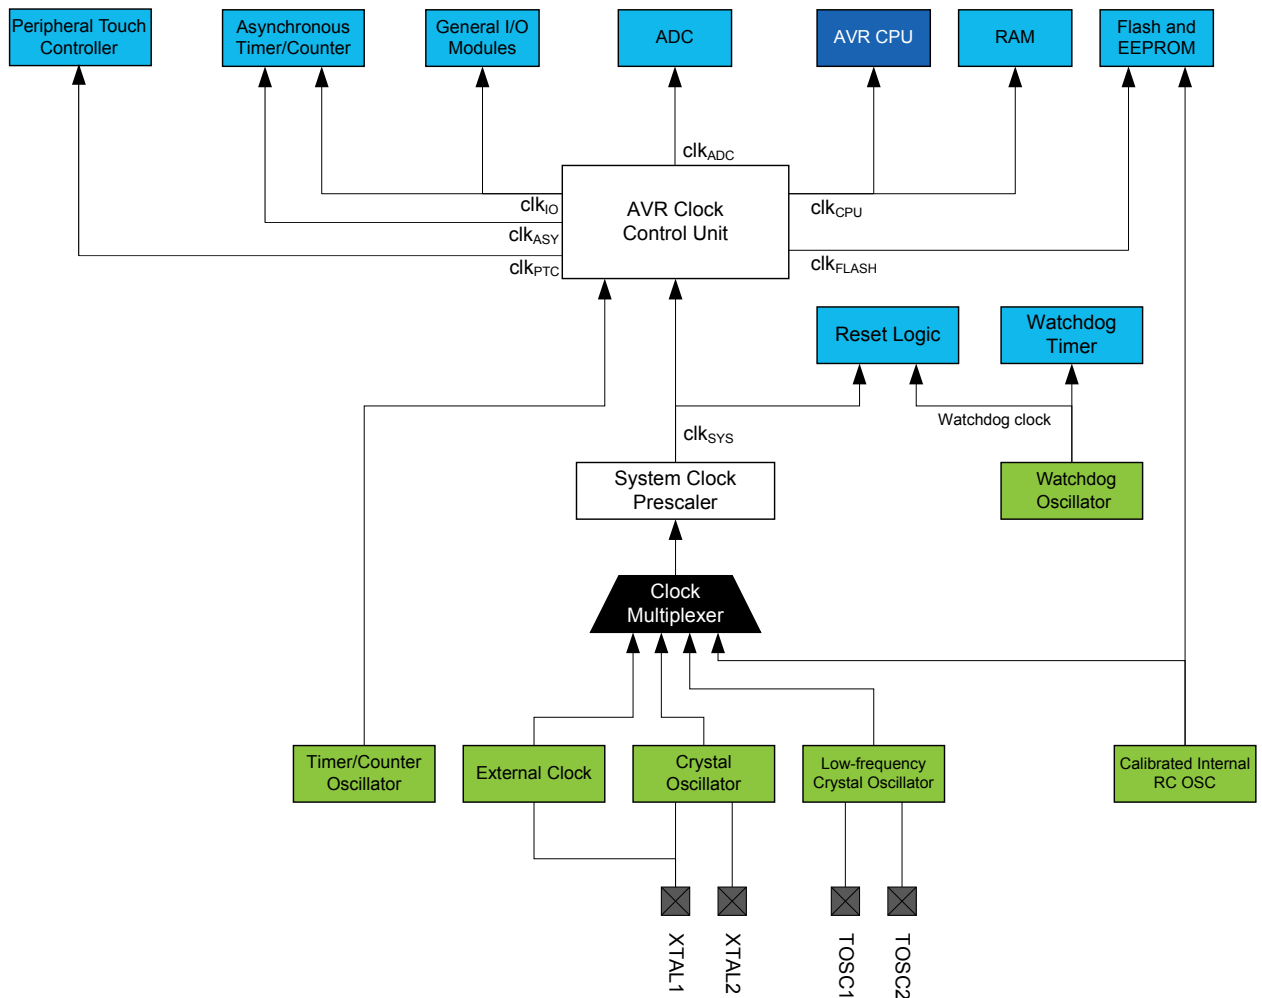 Peripheral Touch
Controller
Asynchronous
Timer/Counter
General I/O
Modules
ADC
AVR CPU
RAM
Flash and
EEPROM
clkADC
clkIO
clkASY
clkPTC
AVR Clock
Control Unit
clkCPU
clkFLASH
Reset Logic
Watchdog
Timer
Watchdog clock
clkSYS
System Clock
Prescaler
Watchdog
Oscillator
Clock
Multiplexer
Timer/Counter
Oscillator
External Clock
Crystal
Oscillator
Low-frequency
Crystal Oscillator
Calibrated Internal
RC OSC
XTAL1
XTAL2
TOSC1
TOSC2